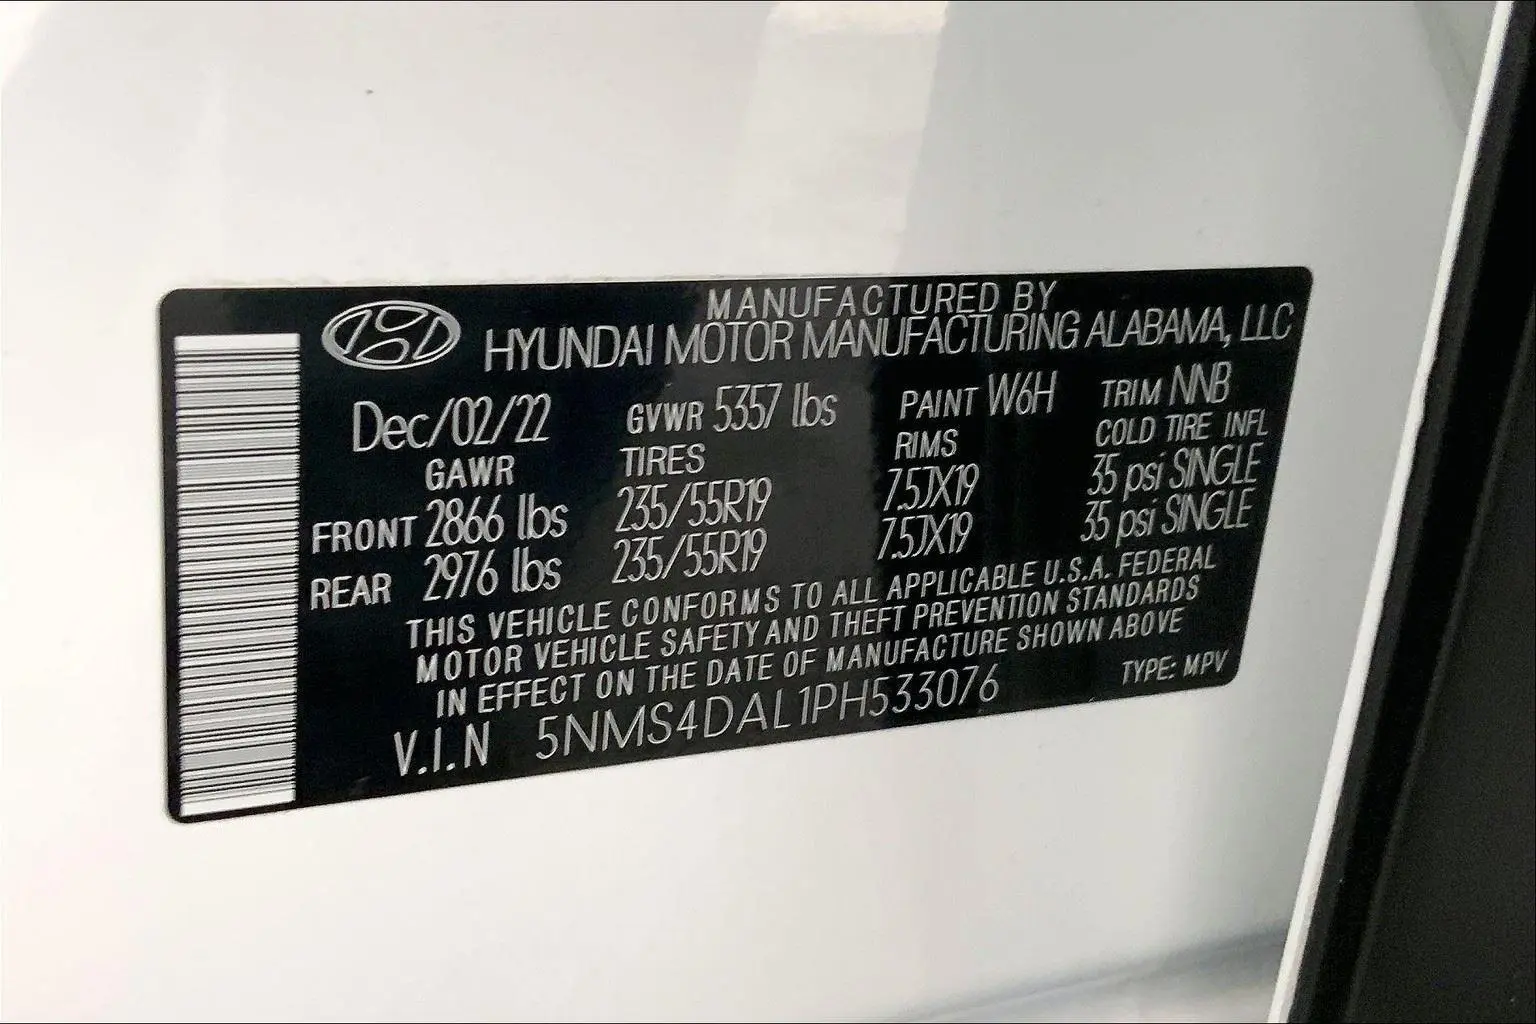 MANUFACTURED BY
HYUNDAI MOTOR MANUFACTURING ALABAMA, LLC
Dec/02/22 GVWR 5357 lbs PAINT W6H TRIM NNB
GAWR TIRES RIMS COLD TIRE INFL
FRONT 2866 lbs 235/55R19 7.5JX19 35 psi SINGLE
REAR 2976 lbs 235/55R19 7.5JX19 35 psi SINGLE
THIS VEHICLE CONFORMS TO ALL APPLICABLE U.S.A. FEDERAL
MOTOR VEHICLE SAFETY AND THEFT PREVENTION STANDARDS
IN EFFECT ON THE DATE OF MANUFACTURE SHOWN ABOVE
V.I.N 5NMS4DAL1PH533076 TYPE: MPV